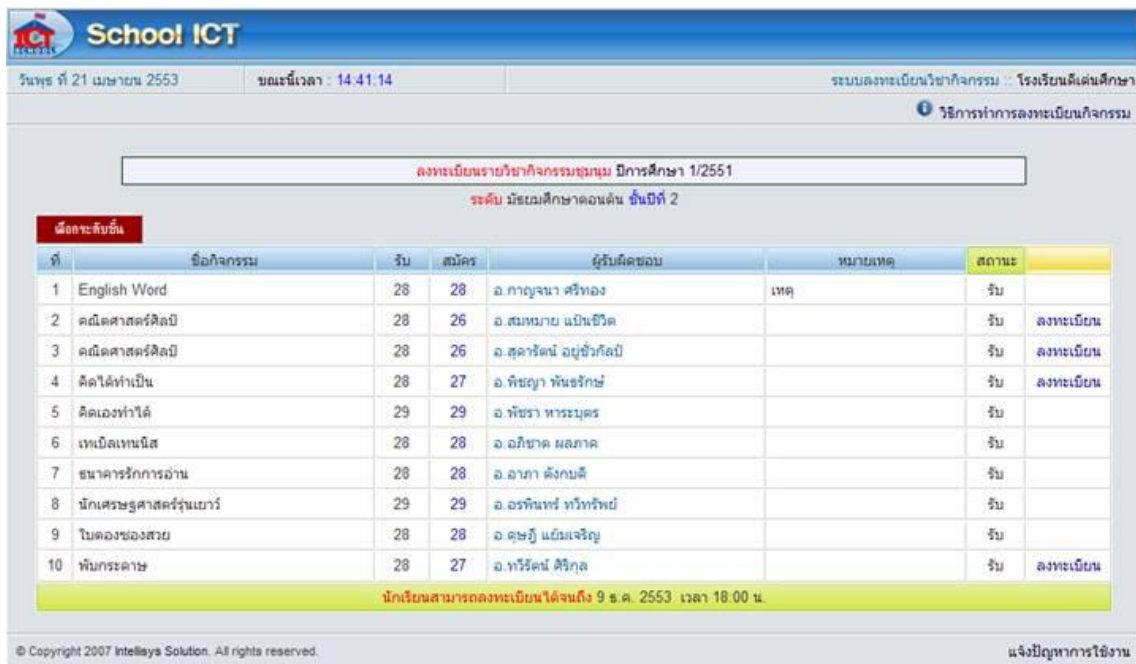 ICT SCHOOLS School ICT
วันพุธ ที่ 21 เมษายน 2553 ขณะนี้เวลา : 14:41:14 ระบบลงทะเบียนวิชากิจกรรม :: โรงเรียนดีเด่นศึกษา
วิธีการทำการลงทะเบียนกิจกรรม
ลงทะเบียนรายวิชากิจกรรมชุมนุม ปีการศึกษา 1/2551
ระดับ มัธยมศึกษาตอนต้น ชั้นปีที่ 2
เลือกระดับชั้น
ที่ ชื่อกิจกรรม รับ สมัคร ผู้รับผิดชอบ หมายเหตุ สถานะ
1 English Word 28 28 อ.กาญจนา ศรีทอง เหตุ รับ
2 คณิตศาสตร์ศิลป์ 28 26 อ.สมหมาย แป้นชีวิต รับ ลงทะเบียน
3 คณิตศาสตร์ศิลป์ 28 26 อ.สุดารัตน์ อยู่ชั่วกัลป์ รับ ลงทะเบียน
4 คิดได้ทำเป็น 28 27 อ.พิชญา พันธรักษ์ รับ ลงทะเบียน
5 คิดเองทำได้ 29 29 อ.พัชรา หาระบุตร รับ
6 เทเบิลเทนนิส 28 28 อ.อภิชาต ผลภาค รับ
7 ธนาคารรักการอ่าน 28 28 อ.อาภา ดังกบดี รับ
8 นักเศรษฐศาสตร์รุ่นเยาว์ 29 29 อ.อรพินทร์ ทวีทรัพย์ รับ
9 ใบตองซองสวย 28 28 อ.ดุษฎี แย้มเจริญ รับ
10 พับกระดาษ 28 27 อ.ทวีรัตน์ ศิริกุล รับ ลงทะเบียน
นักเรียนสามารถลงทะเบียนได้จนถึง 9 ธ.ค. 2553 เวลา 18:00 น.
© Copyright 2007 Intellisys Solution. All rights reserved. แจ้งปัญหาการใช้งาน